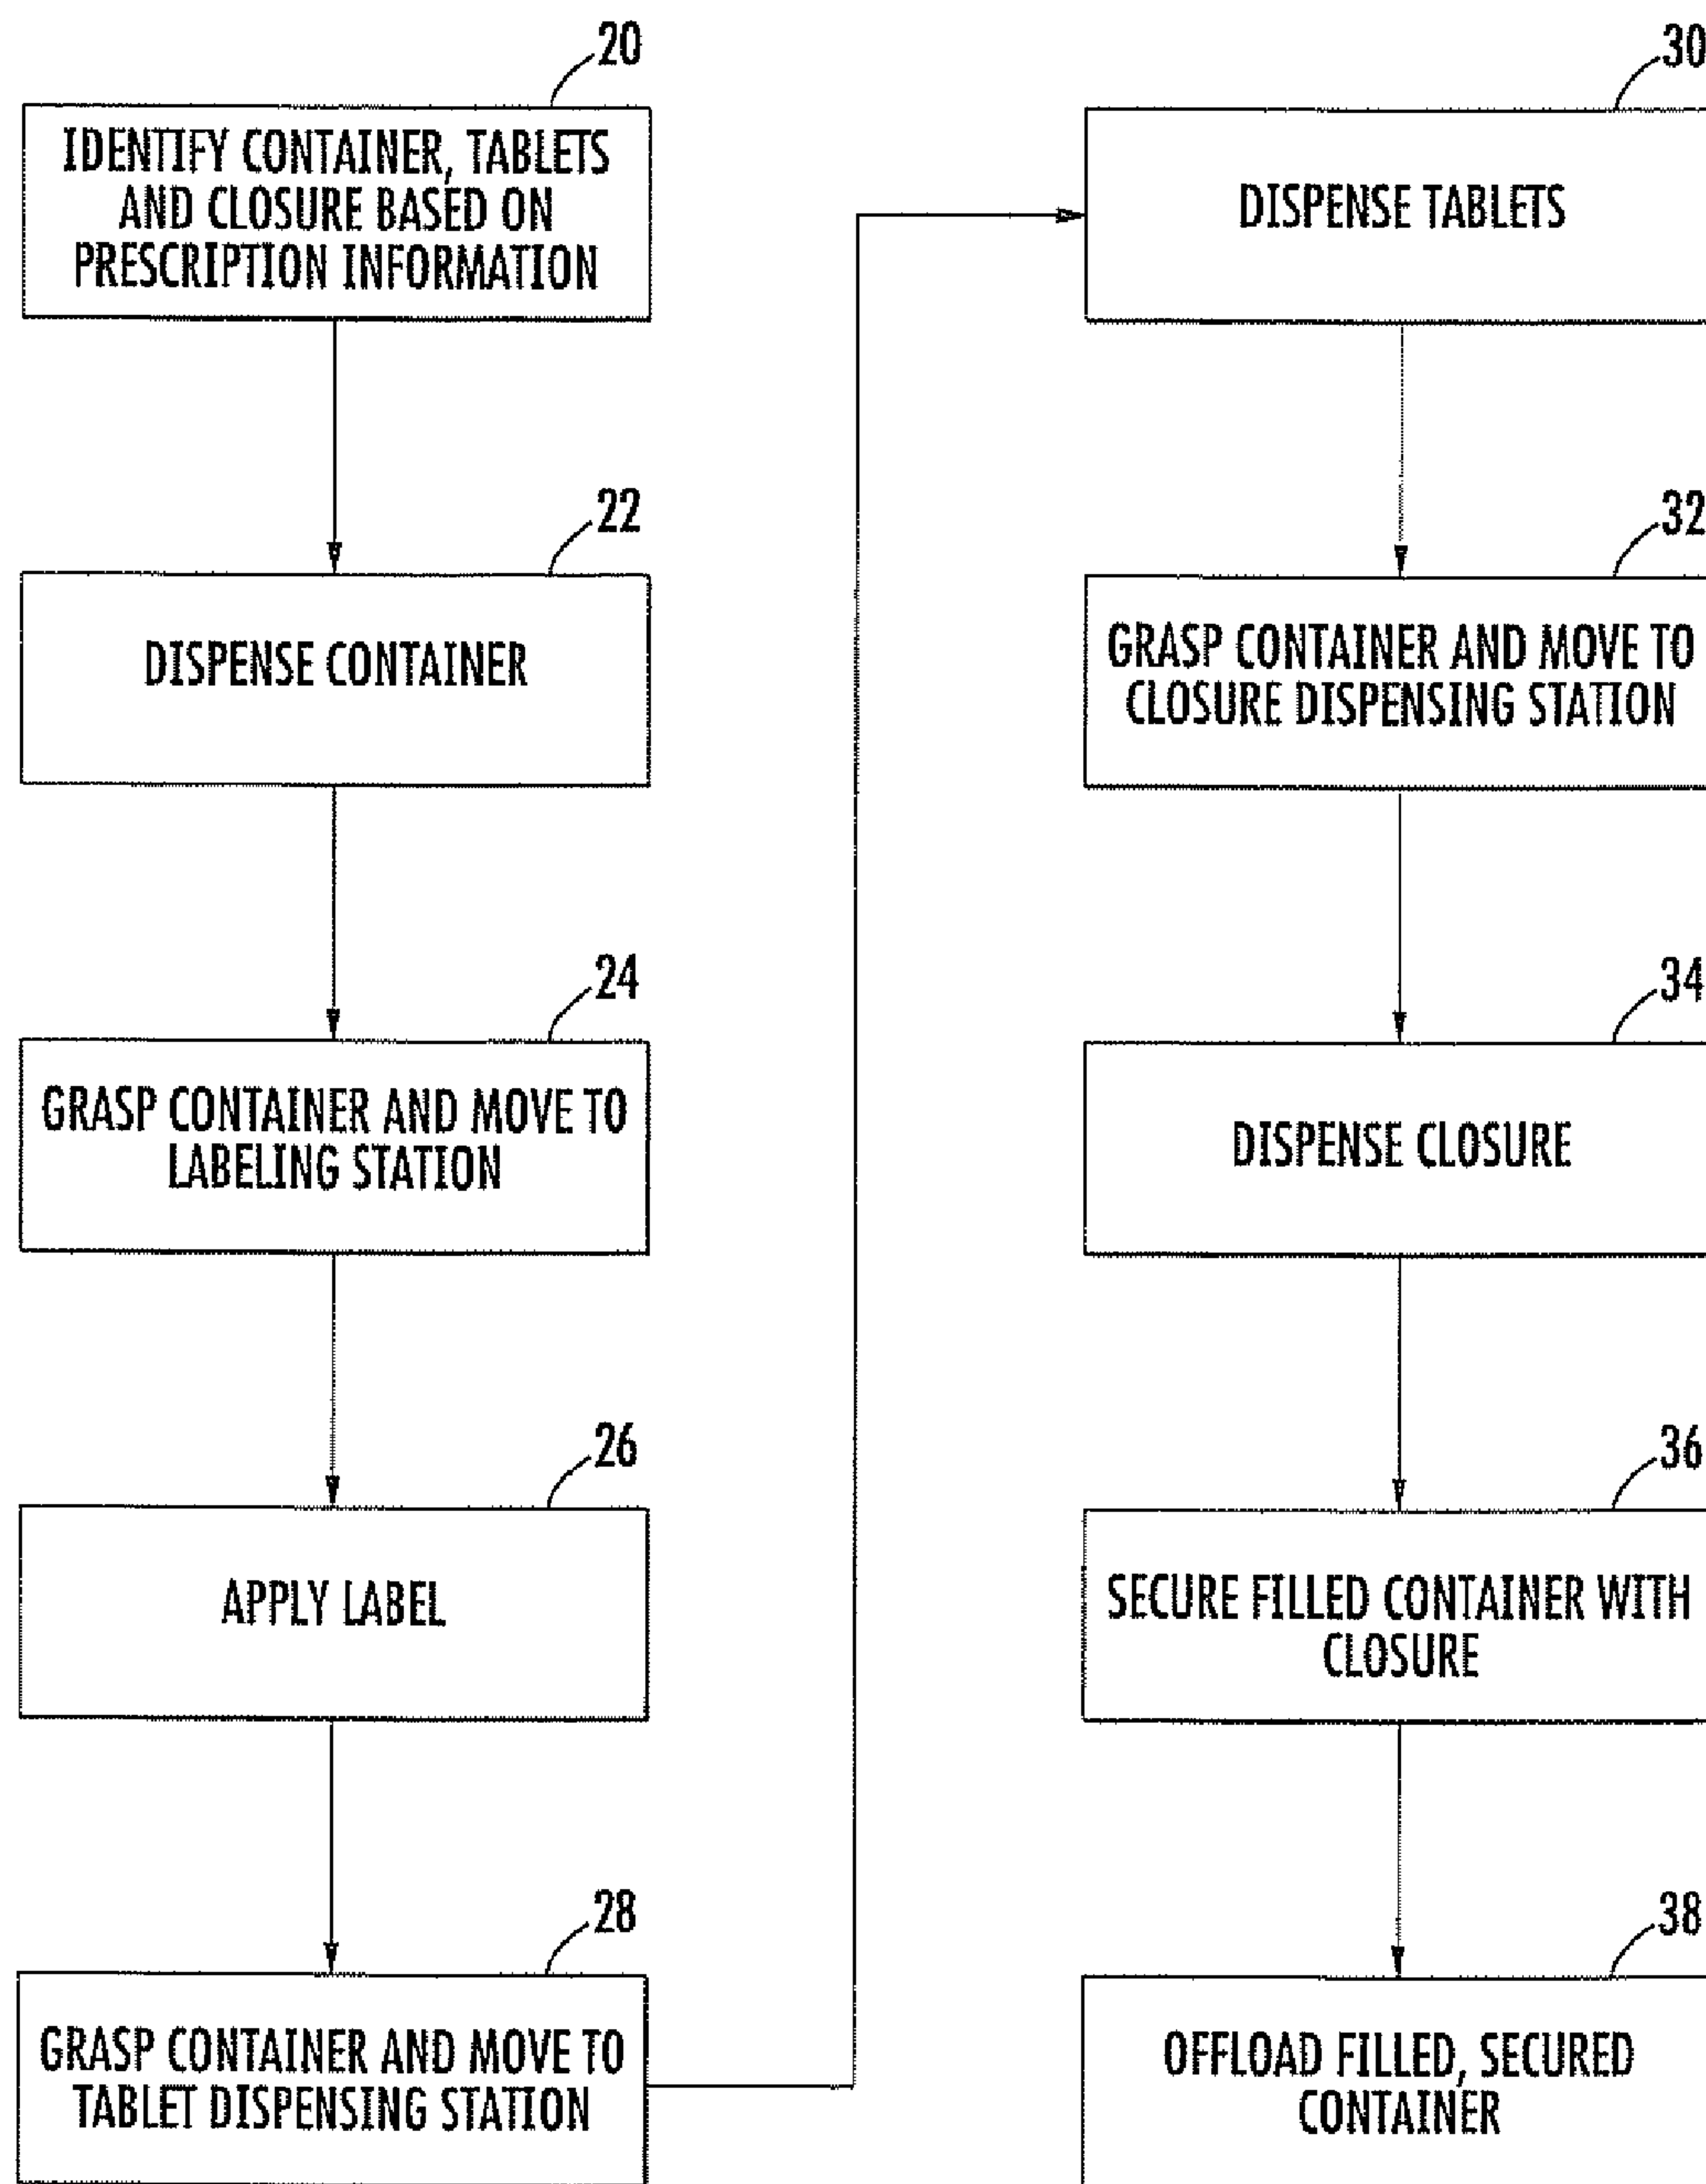 20
IDENTIFY CONTAINER, TABLETS
AND CLOSURE BASED ON
PRESCRIPTION INFORMATION
22
DISPENSE CONTAINER
24
GRASP CONTAINER AND MOVE TO
LABELING STATION
26
APPLY LABEL
28
GRASP CONTAINER AND MOVE TO
TABLET DISPENSING STATION
30
DISPENSE TABLETS
32
GRASP CONTAINER AND MOVE TO
CLOSURE DISPENSING STATION
34
DISPENSE CLOSURE
36
SECURE FILLED CONTAINER WITH
CLOSURE
38
OFFLOAD FILLED, SECURED
CONTAINER